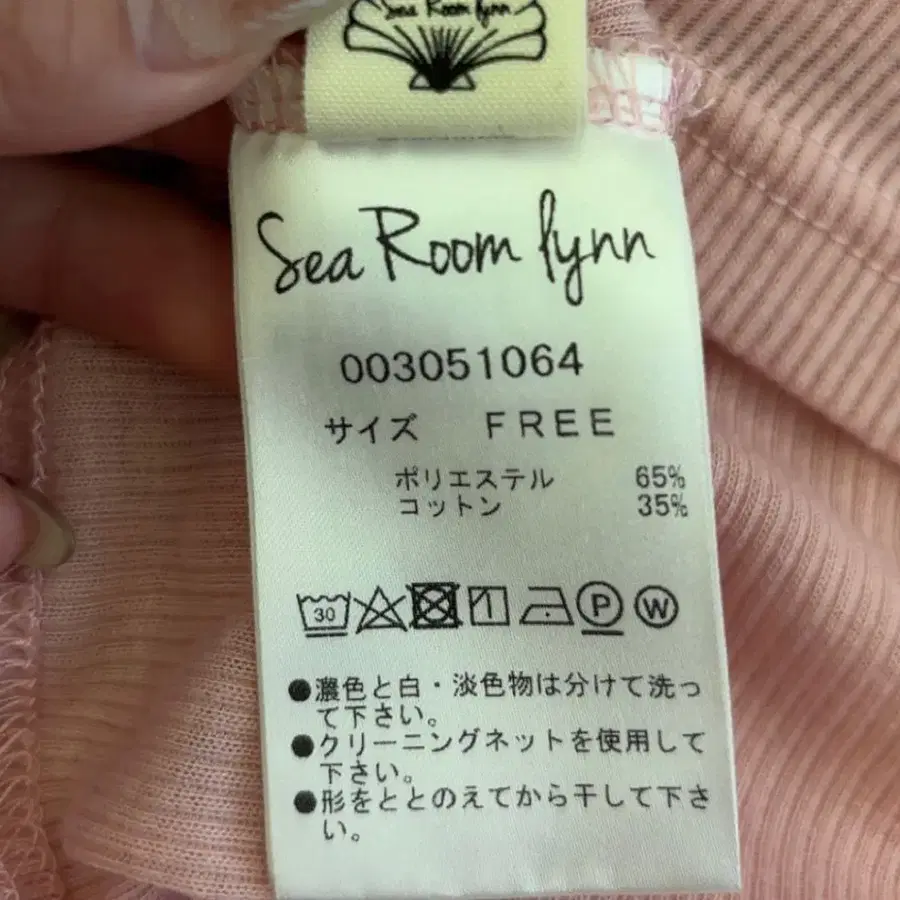 Sea Room lynn
Sea Room lynn
003051064
サイズ FREE
ポリエステル 65%
コットン 35%
30 P W
●濃色と白・淡色物は分けて洗っ
て下さい。
●クリーニングネットを使用して
下さい。
●形をととのえてから干して下さ
い。